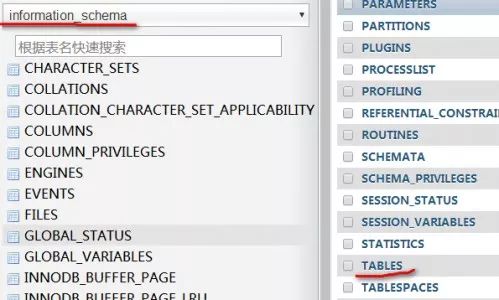 information_schema
根据表名快速搜索
CHARACTER_SETS
COLLATIONS
COLLATION_CHARACTER_SET_APPLICABILITY
COLUMNS
COLUMN_PRIVILEGES
ENGINES
EVENTS
FILES
GLOBAL_STATUS
GLOBAL_VARIABLES
INNODB_BUFFER_PAGE
INNODB_BUFFER_PAGE_LRU
PARAMETERS
PARTITIONS
PLUGINS
PROCESSLIST
PROFILING
REFERENTIAL_CONSTRAI
ROUTINES
SCHEMATA
SCHEMA_PRIVILEGES
SESSION_STATUS
SESSION_VARIABLES
STATISTICS
TABLES
TABLESPACES